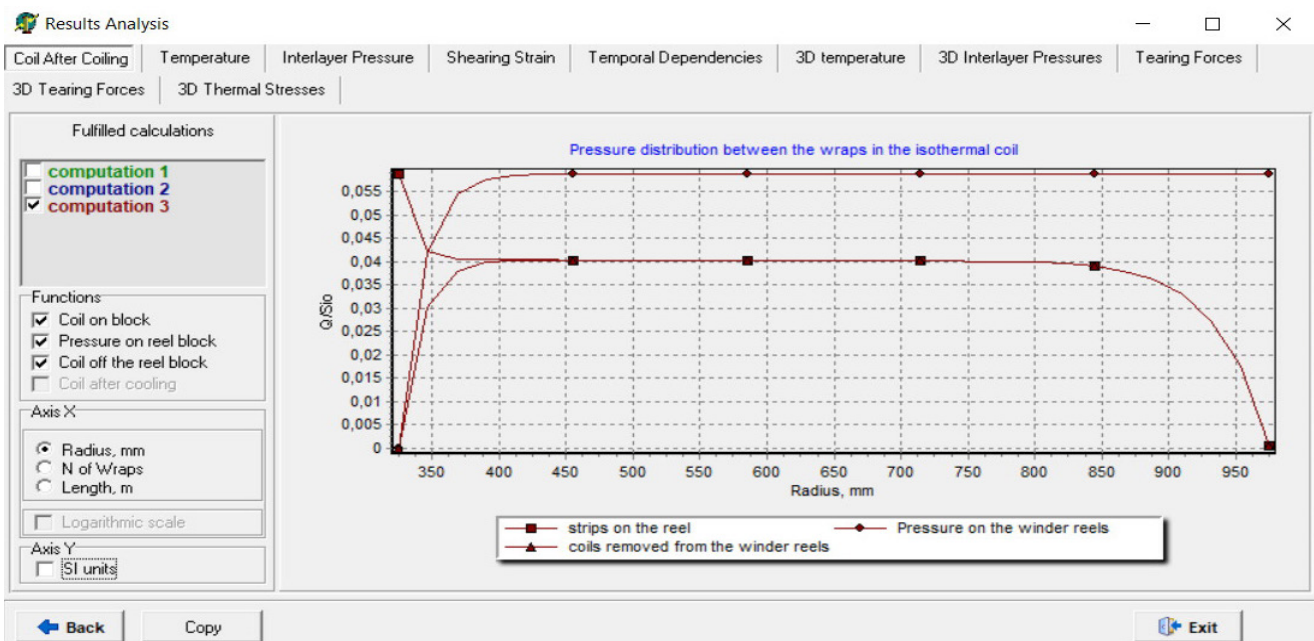 Results Analysis
Coil After Coiling Temperature Interlayer Pressure Shearing Strain Temporal Dependencies 3D temperature 3D Interlayer Pressures Tearing Forces
3D Tearing Forces 3D Thermal Stresses
Fulfilled calculations
computation 1
computation 2
computation 3
Functions
Coil on block
Pressure on reel block
Coil off the reel block
Coil after cooling
Axis X
Radius, mm
N of Wraps
Length, m
Logarithmic scale
Axis Y
SI units
Pressure distribution between the wraps in the isothermal coil
Q/Sio
0,055
0,05
0,045
0,04
0,035
0,03
0,025
0,02
0,015
0,01
0,005
0
350 400 450 500 550 600 650 700 750 800 850 900 950
Radius, mm
strips on the reel Pressure on the winder reels
coils removed from the winder reels
Back Copy Exit